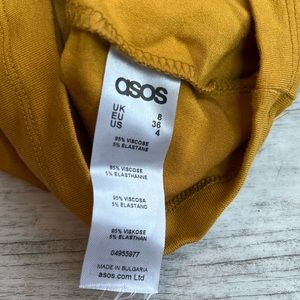 asos
UK 8
EU 36
US 4
95% VISCOSE
5% ELASTANE
95% VISCOSE
5% ELASTHANNE
95% VISCOSA
5% ELASTANO
95% VISKOSE
5% ELASTHAN
04955977
MADE IN BULGARIA
asos.com Ltd